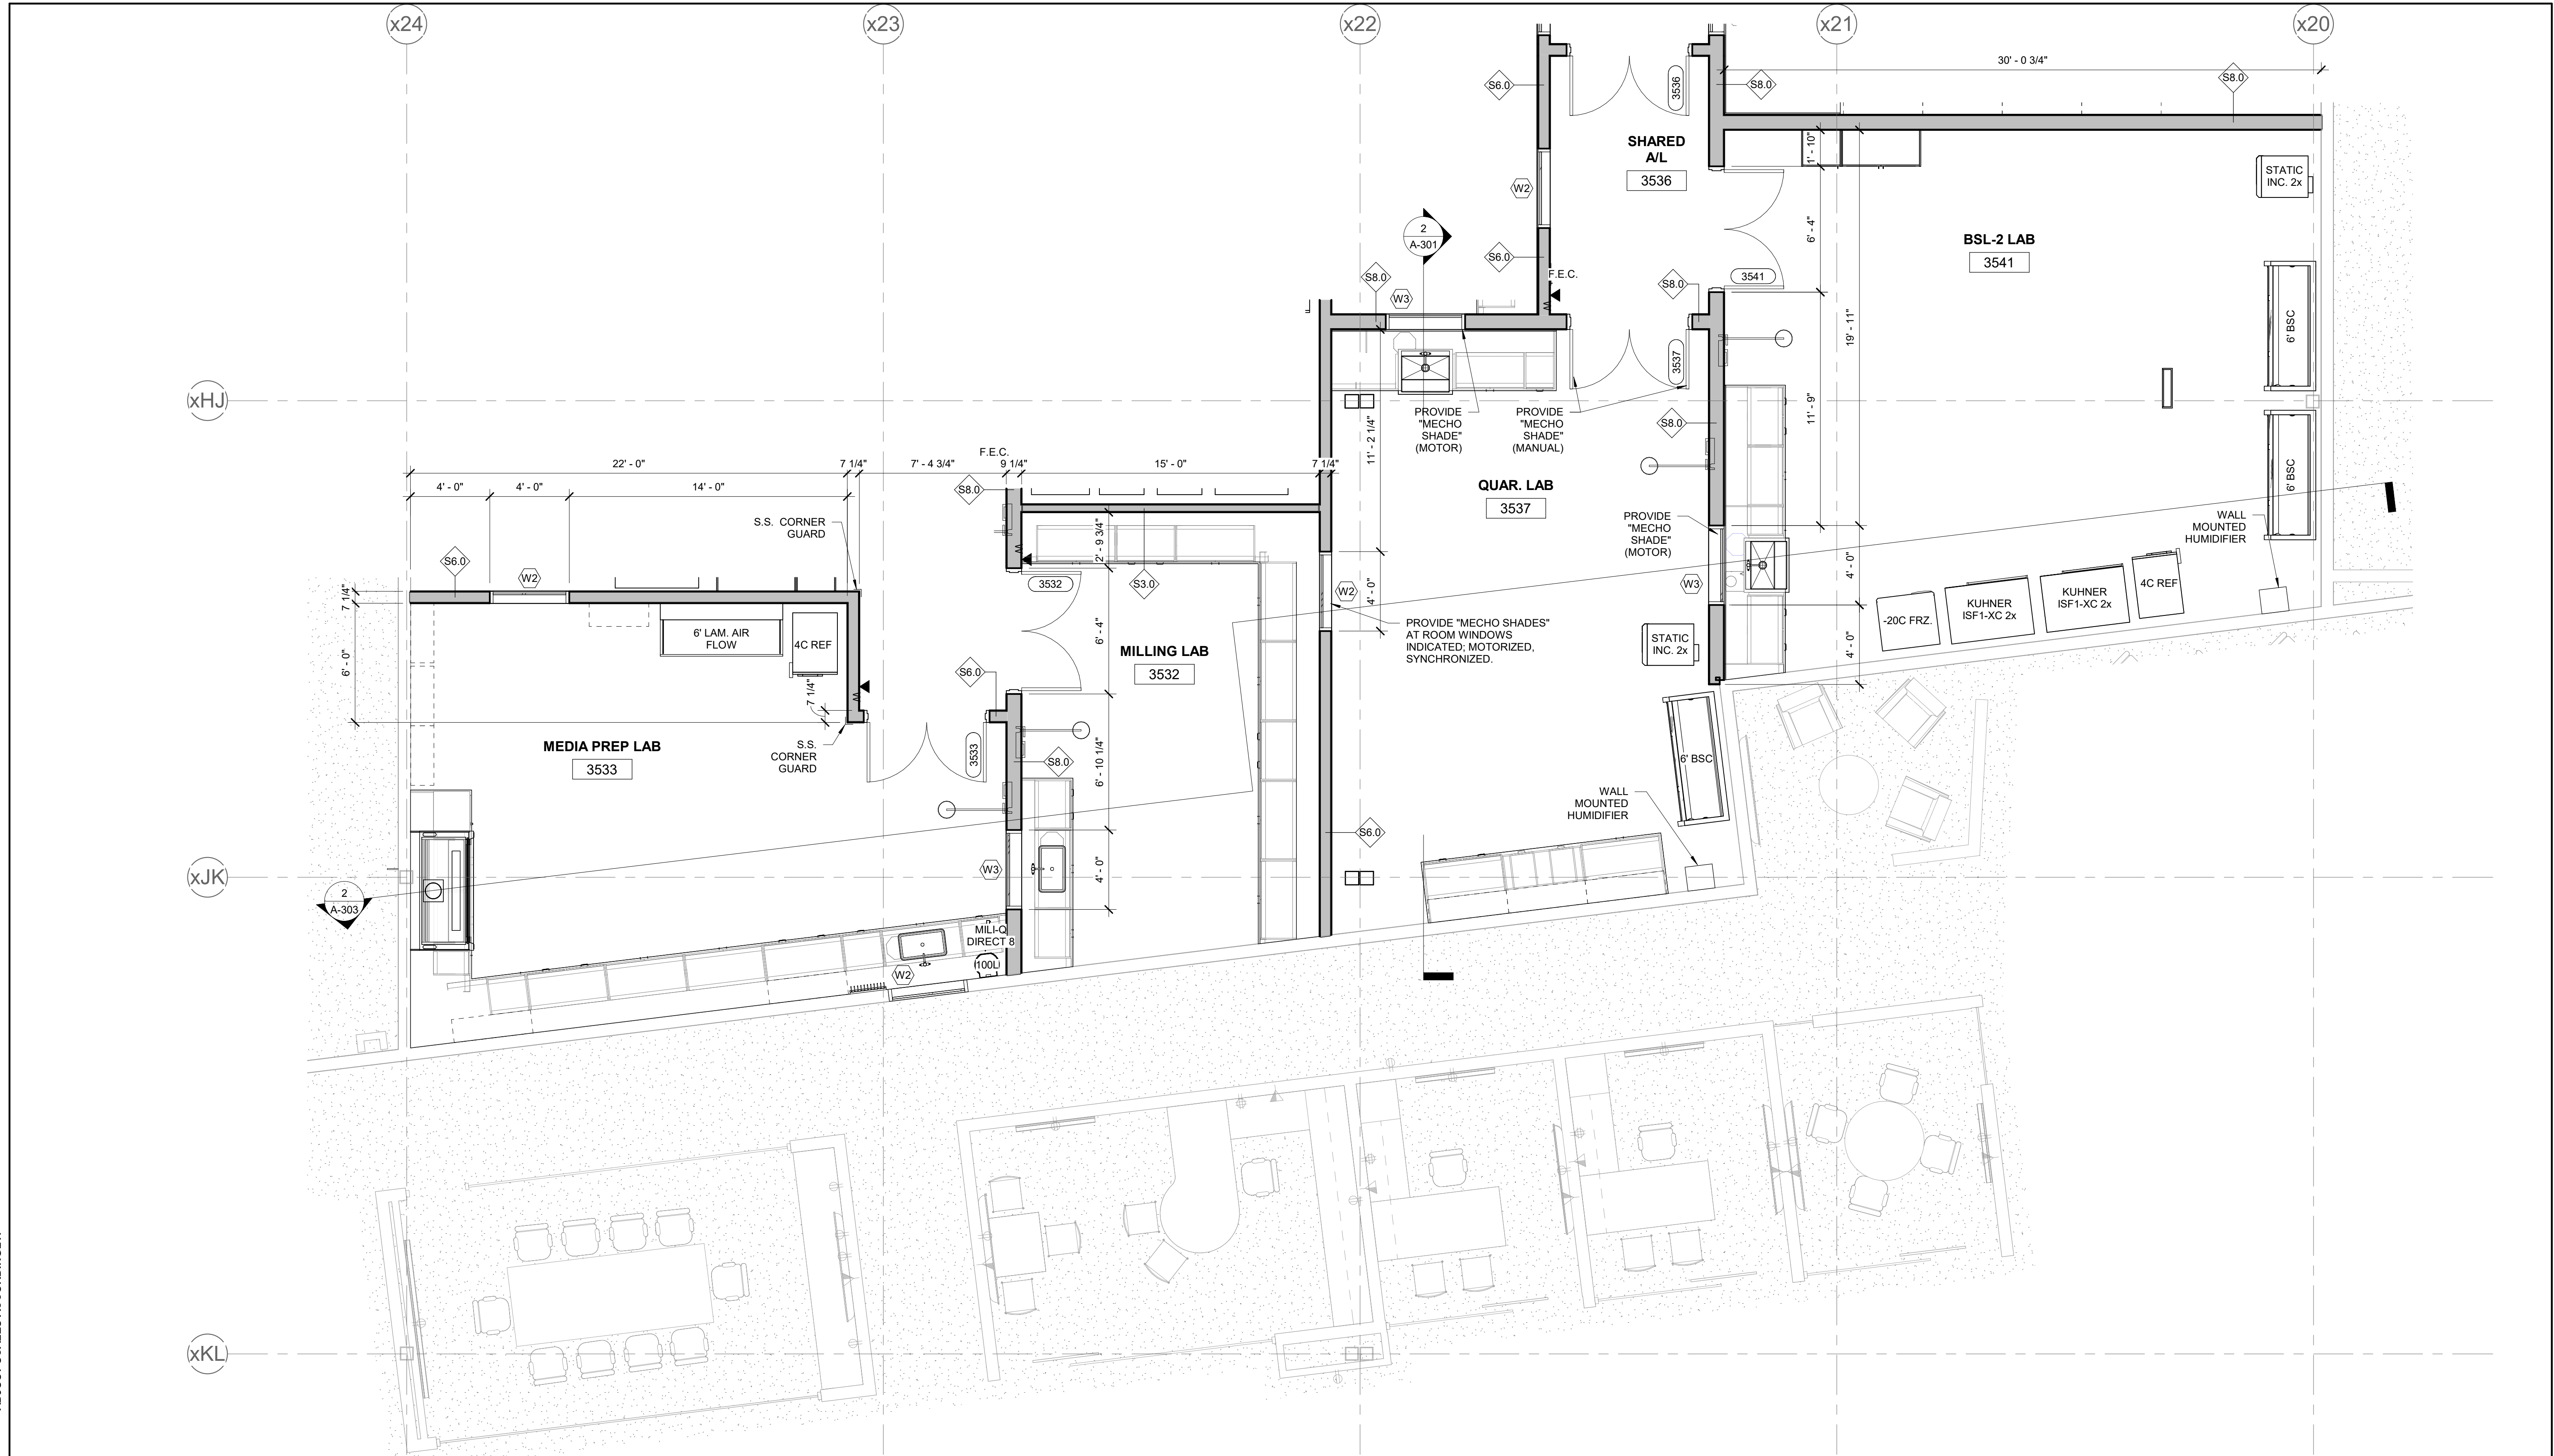 x24
x23
x22
x21
x20
30' - 0 3/4"
S6.0
3536
S8.0
S8.0
SHARED
A/L
3536
1' - 10"
STATIC
INC. 2x
W2
6' - 4"
2
A-301
BSL-2 LAB
3541
S6.0
F.E.C.
S8.0
3541
S8.0
W3
6' BSC
19' - 11"
3537
xHJ
PROVIDE
"MECHO
SHADE"
(MOTOR)
PROVIDE
"MECHO
SHADE"
(MANUAL)
S8.0
11' - 9"
11' - 2 1/4"
F.E.C.
22' - 0"
7 1/4"
7' - 4 3/4"
9 1/4"
15' - 0"
7 1/4"
4' - 0"
4' - 0"
14' - 0"
S8.0
QUAR. LAB
3537
6' BSC
S.S. CORNER
GUARD
PROVIDE
"MECHO
SHADE"
(MOTOR)
WALL
MOUNTED
HUMIDIFIER
2' - 9 3/4"
S6.0
W2
3532
S3.0
W2
4' - 0"
W3
4' - 0"
4C REF
KUHNER
ISF1-XC 2x
KUHNER
ISF1-XC 2x
-20C FRZ.
7 1/4"
6' LAM. AIR
FLOW
4C REF
6' - 4"
PROVIDE "MECHO SHADES"
AT ROOM WINDOWS
INDICATED; MOTORIZED,
SYNCHRONIZED.
STATIC
INC. 2x
4' - 0"
MILLING LAB
3532
6' - 0"
S6.0
7 1/4"
MEDIA PREP LAB
3533
S.S.
CORNER
GUARD
3533
S8.0
6' - 10 1/4"
6' BSC
WALL
MOUNTED
HUMIDIFIER
S6.0
xJK
W3
4' - 0"
2
A-303
MILI-Q
DIRECT 8
100L
W2
xKL